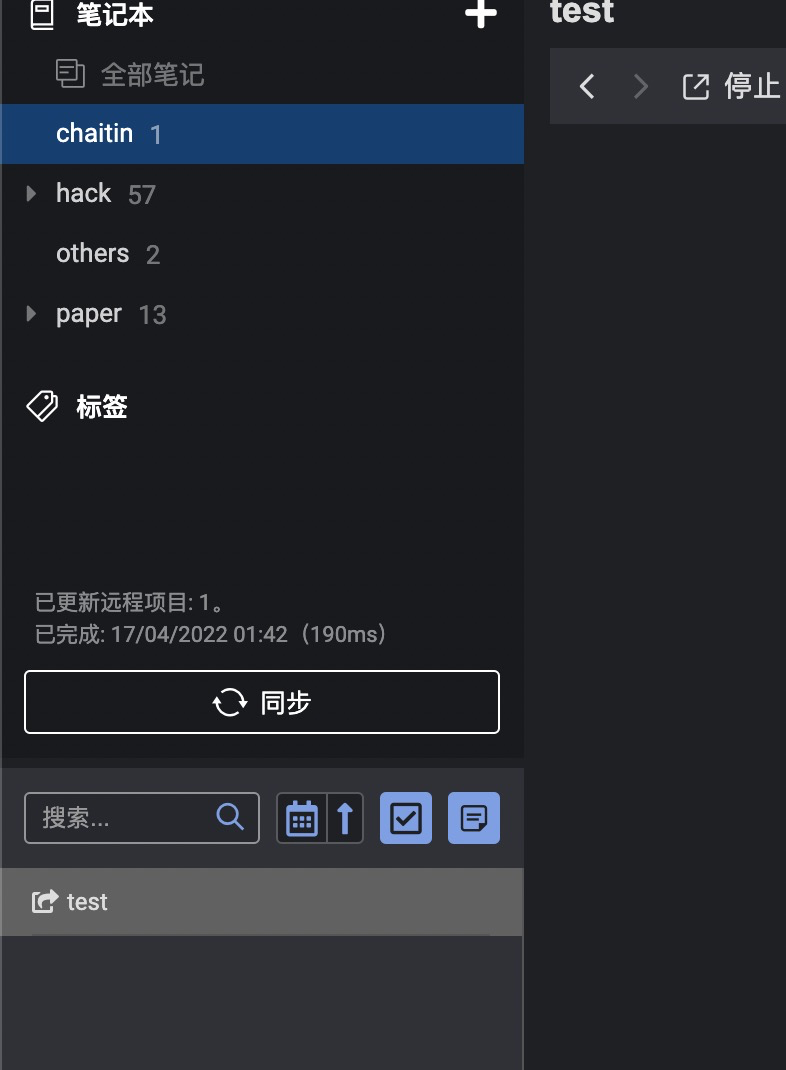 笔记本
test
全部笔记
停止
chaitin 1
hack 57
others 2
paper 13
标签
已更新远程项目: 1。
已完成: 17/04/2022 01:42（190ms）
同步
搜索...
test